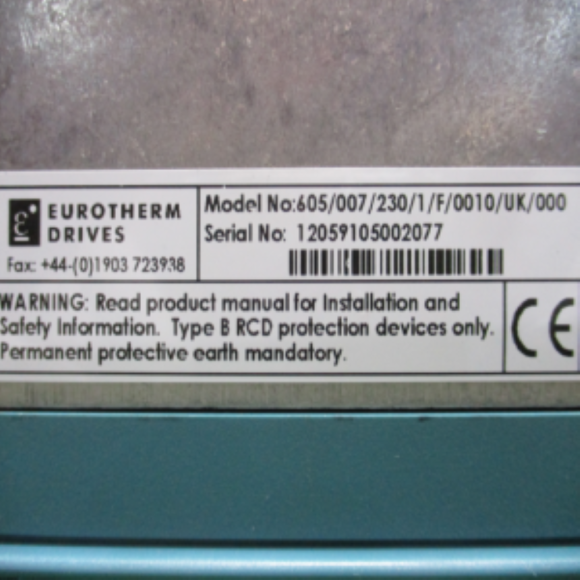 EUROTHERM
DRIVES
Fax: +44-(0)1903 723938
Model No:605/007/230/1/F/0010/UK/000
Serial No: 12059105002077
WARNING: Read product manual for Installation and
Safety Information. Type B RCD protection devices only.
Permanent protective earth mandatory.
CE